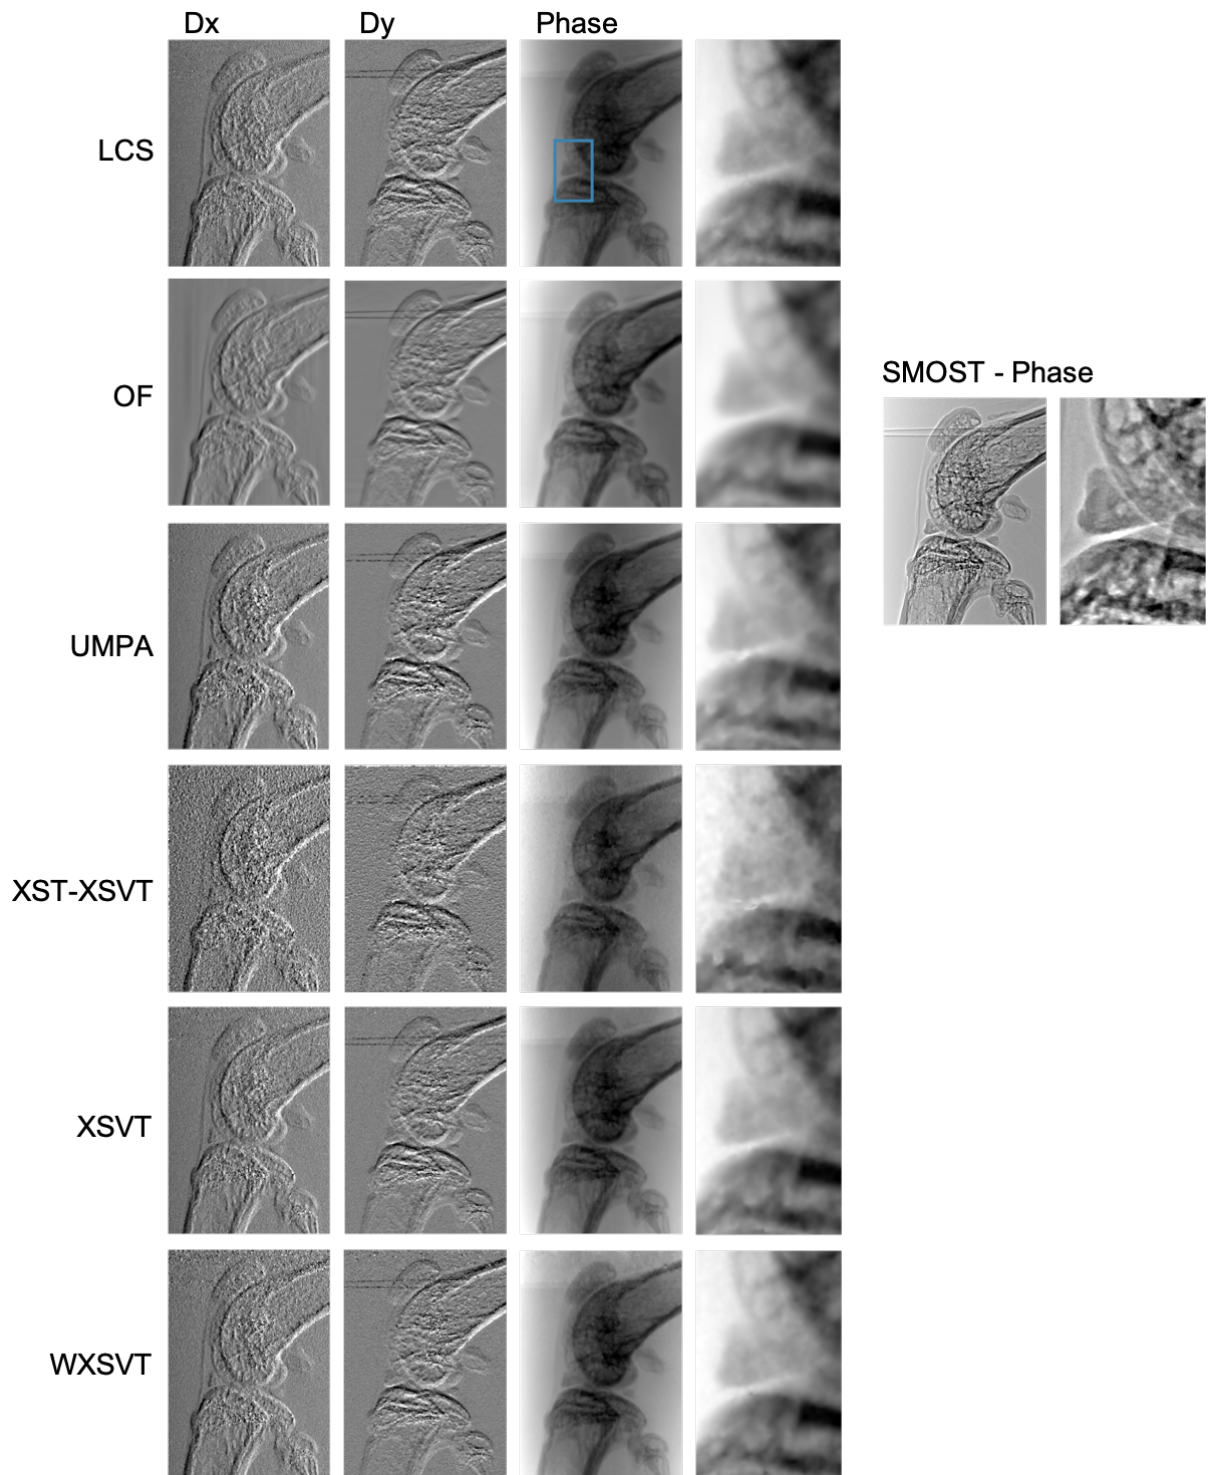 Dx
Dy
Phase
LCS
OF
SMOST - Phase
UMPA
XST-XSVT
XSVT
WXSVT